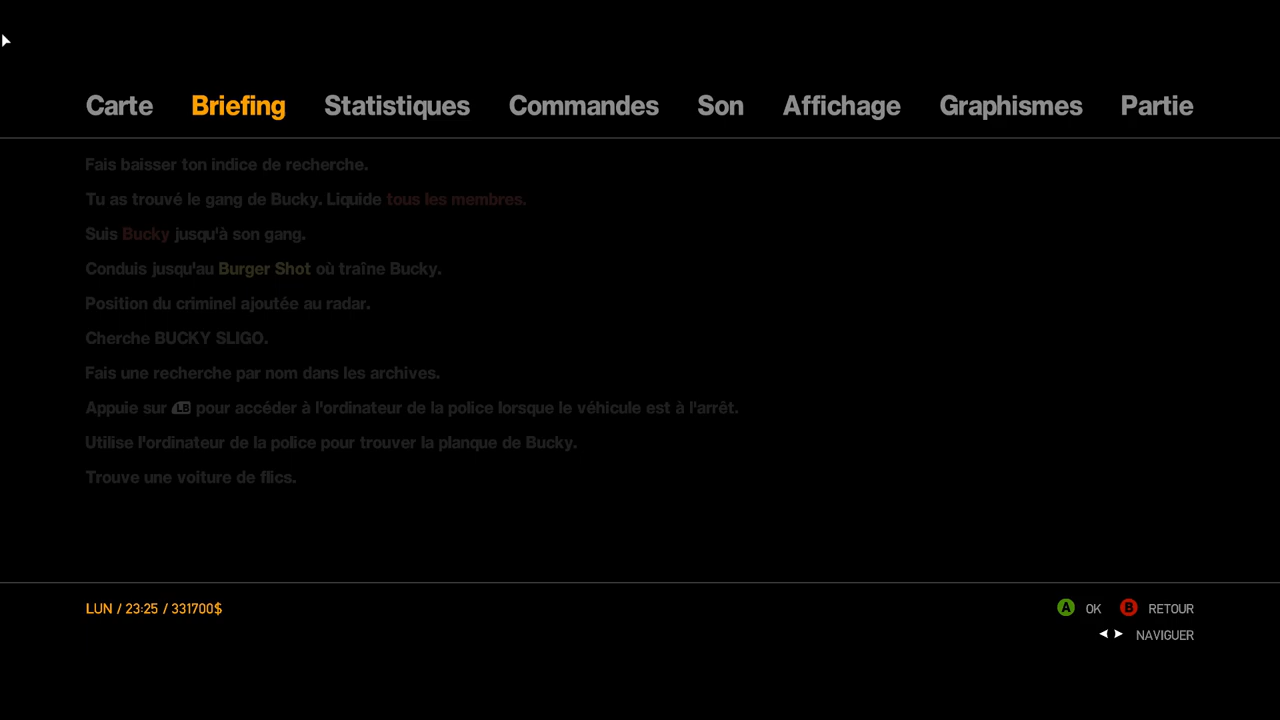 Carte Briefing Statistiques Commandes Son Affichage Graphismes Partie
Fais baisser ton indice de recherche.
Tu as trouvé le gang de Bucky. Liquide tous les membres.
Suis Bucky jusqu'à son gang.
Conduis jusqu'au Burger Shot où traîne Bucky.
Position du criminel ajoutée au radar.
Cherche BUCKY SLIGO.
Fais une recherche par nom dans les archives.
Appuie sur LB pour accéder à l'ordinateur de la police lorsque le véhicule est à l'arrêt.
Utilise l'ordinateur de la police pour trouver la planque de Bucky.
Trouve une voiture de flics.
LUN / 23:25 / 331700$
A OK B RETOUR
NAVIGUER